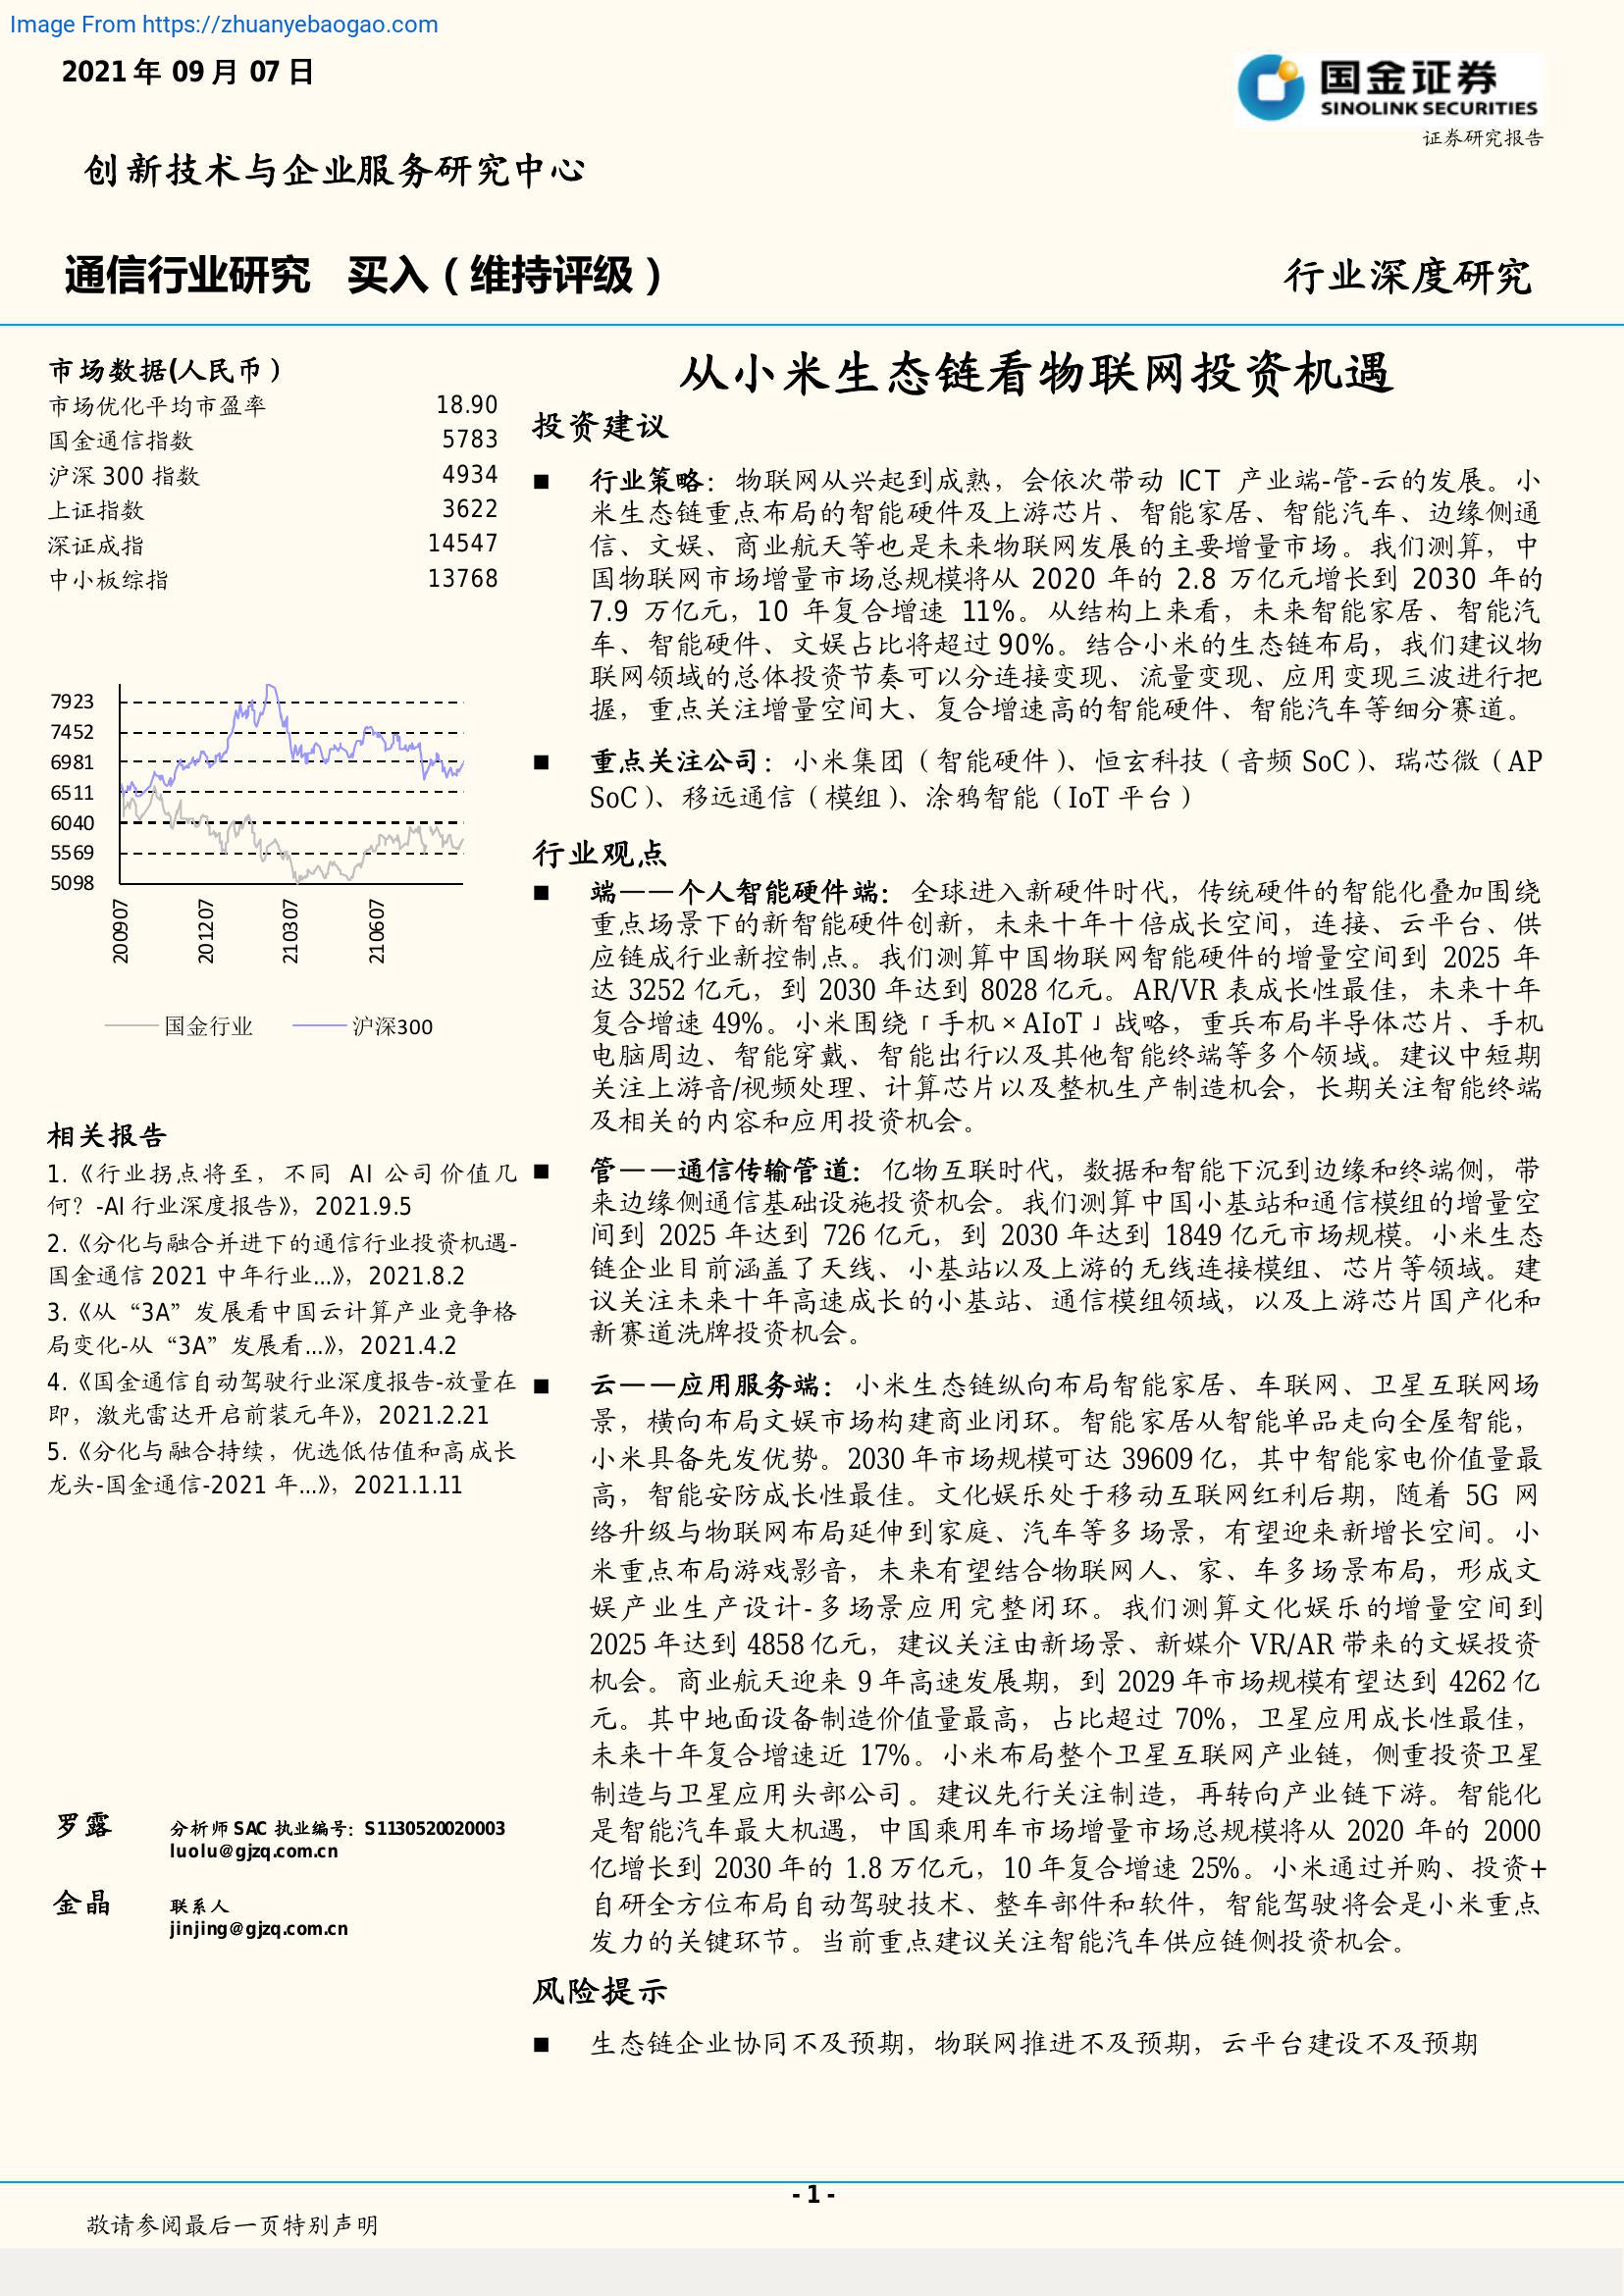 Image From https://zhuanyebaogao.com
2021 年 09 月 07 日
国金证券
SINOLINK SECURITIES
证券研究报告
创新技术与企业服务研究中心
通信行业研究 买入（维持评级）
行业深度研究
市场数据(人民币）
市场优化平均市盈率 18.90
国金通信指数 5783
沪深 300 指数 4934
上证指数 3622
深证成指 14547
中小板综指 13768
7923
7452
6981
6511
6040
5569
5098
200907
201207
210307
210607
国金行业 沪深300
相关报告
1.《行业拐点将至，不同 AI 公司价值几
何？-AI 行业深度报告》，2021.9.5
2.《分化与融合并进下的通信行业投资机遇-
国金通信 2021 中年行业...》，2021.8.2
3.《从“3A”发展看中国云计算产业竞争格
局变化-从“3A”发展看...》，2021.4.2
4.《国金通信自动驾驶行业深度报告-放量在
即，激光雷达开启前装元年》，2021.2.21
5.《分化与融合持续，优选低估值和高成长
龙头-国金通信-2021 年...》，2021.1.11
罗露 分析师 SAC 执业编号：S1130520020003
luolu@gjzq.com.cn
金晶 联系人
jinjing@gjzq.com.cn
从小米生态链看物联网投资机遇
投资建议
■ 行业策略：物联网从兴起到成熟，会依次带动 ICT 产业端-管-云的发展。小
米生态链重点布局的智能硬件及上游芯片、智能家居、智能汽车、边缘侧通
信、文娱、商业航天等也是未来物联网发展的主要增量市场。我们测算，中
国物联网市场增量市场总规模将从 2020 年的 2.8 万亿元增长到 2030 年的
7.9 万亿元，10 年复合增速 11%。从结构上来看，未来智能家居、智能汽
车、智能硬件、文娱占比将超过 90%。结合小米的生态链布局，我们建议物
联网领域的总体投资节奏可以分连接变现、流量变现、应用变现三波进行把
握，重点关注增量空间大、复合增速高的智能硬件、智能汽车等细分赛道。
■ 重点关注公司：小米集团（智能硬件）、恒玄科技（音频 SoC）、瑞芯微（AP
SoC）、移远通信（模组）、涂鸦智能（IoT 平台）
行业观点
■ 端——个人智能硬件端：全球进入新硬件时代，传统硬件的智能化叠加围绕
重点场景下的新智能硬件创新，未来十年十倍成长空间，连接、云平台、供
应链成行业新控制点。我们测算中国物联网智能硬件的增量空间到 2025 年
达 3252 亿元，到 2030 年达到 8028 亿元。AR/VR 表成长性最佳，未来十年
复合增速 49%。小米围绕「手机×AIoT」战略，重兵布局半导体芯片、手机
电脑周边、智能穿戴、智能出行以及其他智能终端等多个领域。建议中短期
关注上游音/视频处理、计算芯片以及整机生产制造机会，长期关注智能终端
及相关的内容和应用投资机会。
■ 管——通信传输管道：亿物互联时代，数据和智能下沉到边缘和终端侧，带
来边缘侧通信基础设施投资机会。我们测算中国小基站和通信模组的增量空
间到 2025 年达到 726 亿元，到 2030 年达到 1849 亿元市场规模。小米生态
链企业目前涵盖了天线、小基站以及上游的无线连接模组、芯片等领域。建
议关注未来十年高速成长的小基站、通信模组领域，以及上游芯片国产化和
新赛道洗牌投资机会。
■ 云——应用服务端：小米生态链纵向布局智能家居、车联网、卫星互联网场
景，横向布局文娱市场构建商业闭环。智能家居从智能单品走向全屋智能，
小米具备先发优势。2030 年市场规模可达 39609 亿，其中智能家电价值量最
高，智能安防成长性最佳。文化娱乐处于移动互联网红利后期，随着 5G 网
络升级与物联网布局延伸到家庭、汽车等多场景，有望迎来新增长空间。小
米重点布局游戏影音，未来有望结合物联网人、家、车多场景布局，形成文
娱产业生产设计-多场景应用完整闭环。我们测算文化娱乐的增量空间到
2025 年达到 4858 亿元，建议关注由新场景、新媒介 VR/AR 带来的文娱投资
机会。商业航天迎来 9 年高速发展期，到 2029 年市场规模有望达到 4262 亿
元。其中地面设备制造价值量最高，占比超过 70%，卫星应用成长性最佳，
未来十年复合增速近 17%。小米布局整个卫星互联网产业链，侧重投资卫星
制造与卫星应用头部公司。建议先行关注制造，再转向产业链下游。智能化
是智能汽车最大机遇，中国乘用车市场增量市场总规模将从 2020 年的 2000
亿增长到 2030 年的 1.8 万亿元，10 年复合增速 25%。小米通过并购、投资+
自研全方位布局自动驾驶技术、整车部件和软件，智能驾驶将会是小米重点
发力的关键环节。当前重点建议关注智能汽车供应链侧投资机会。
风险提示
■ 生态链企业协同不及预期，物联网推进不及预期，云平台建设不及预期
- 1 -
敬请参阅最后一页特别声明